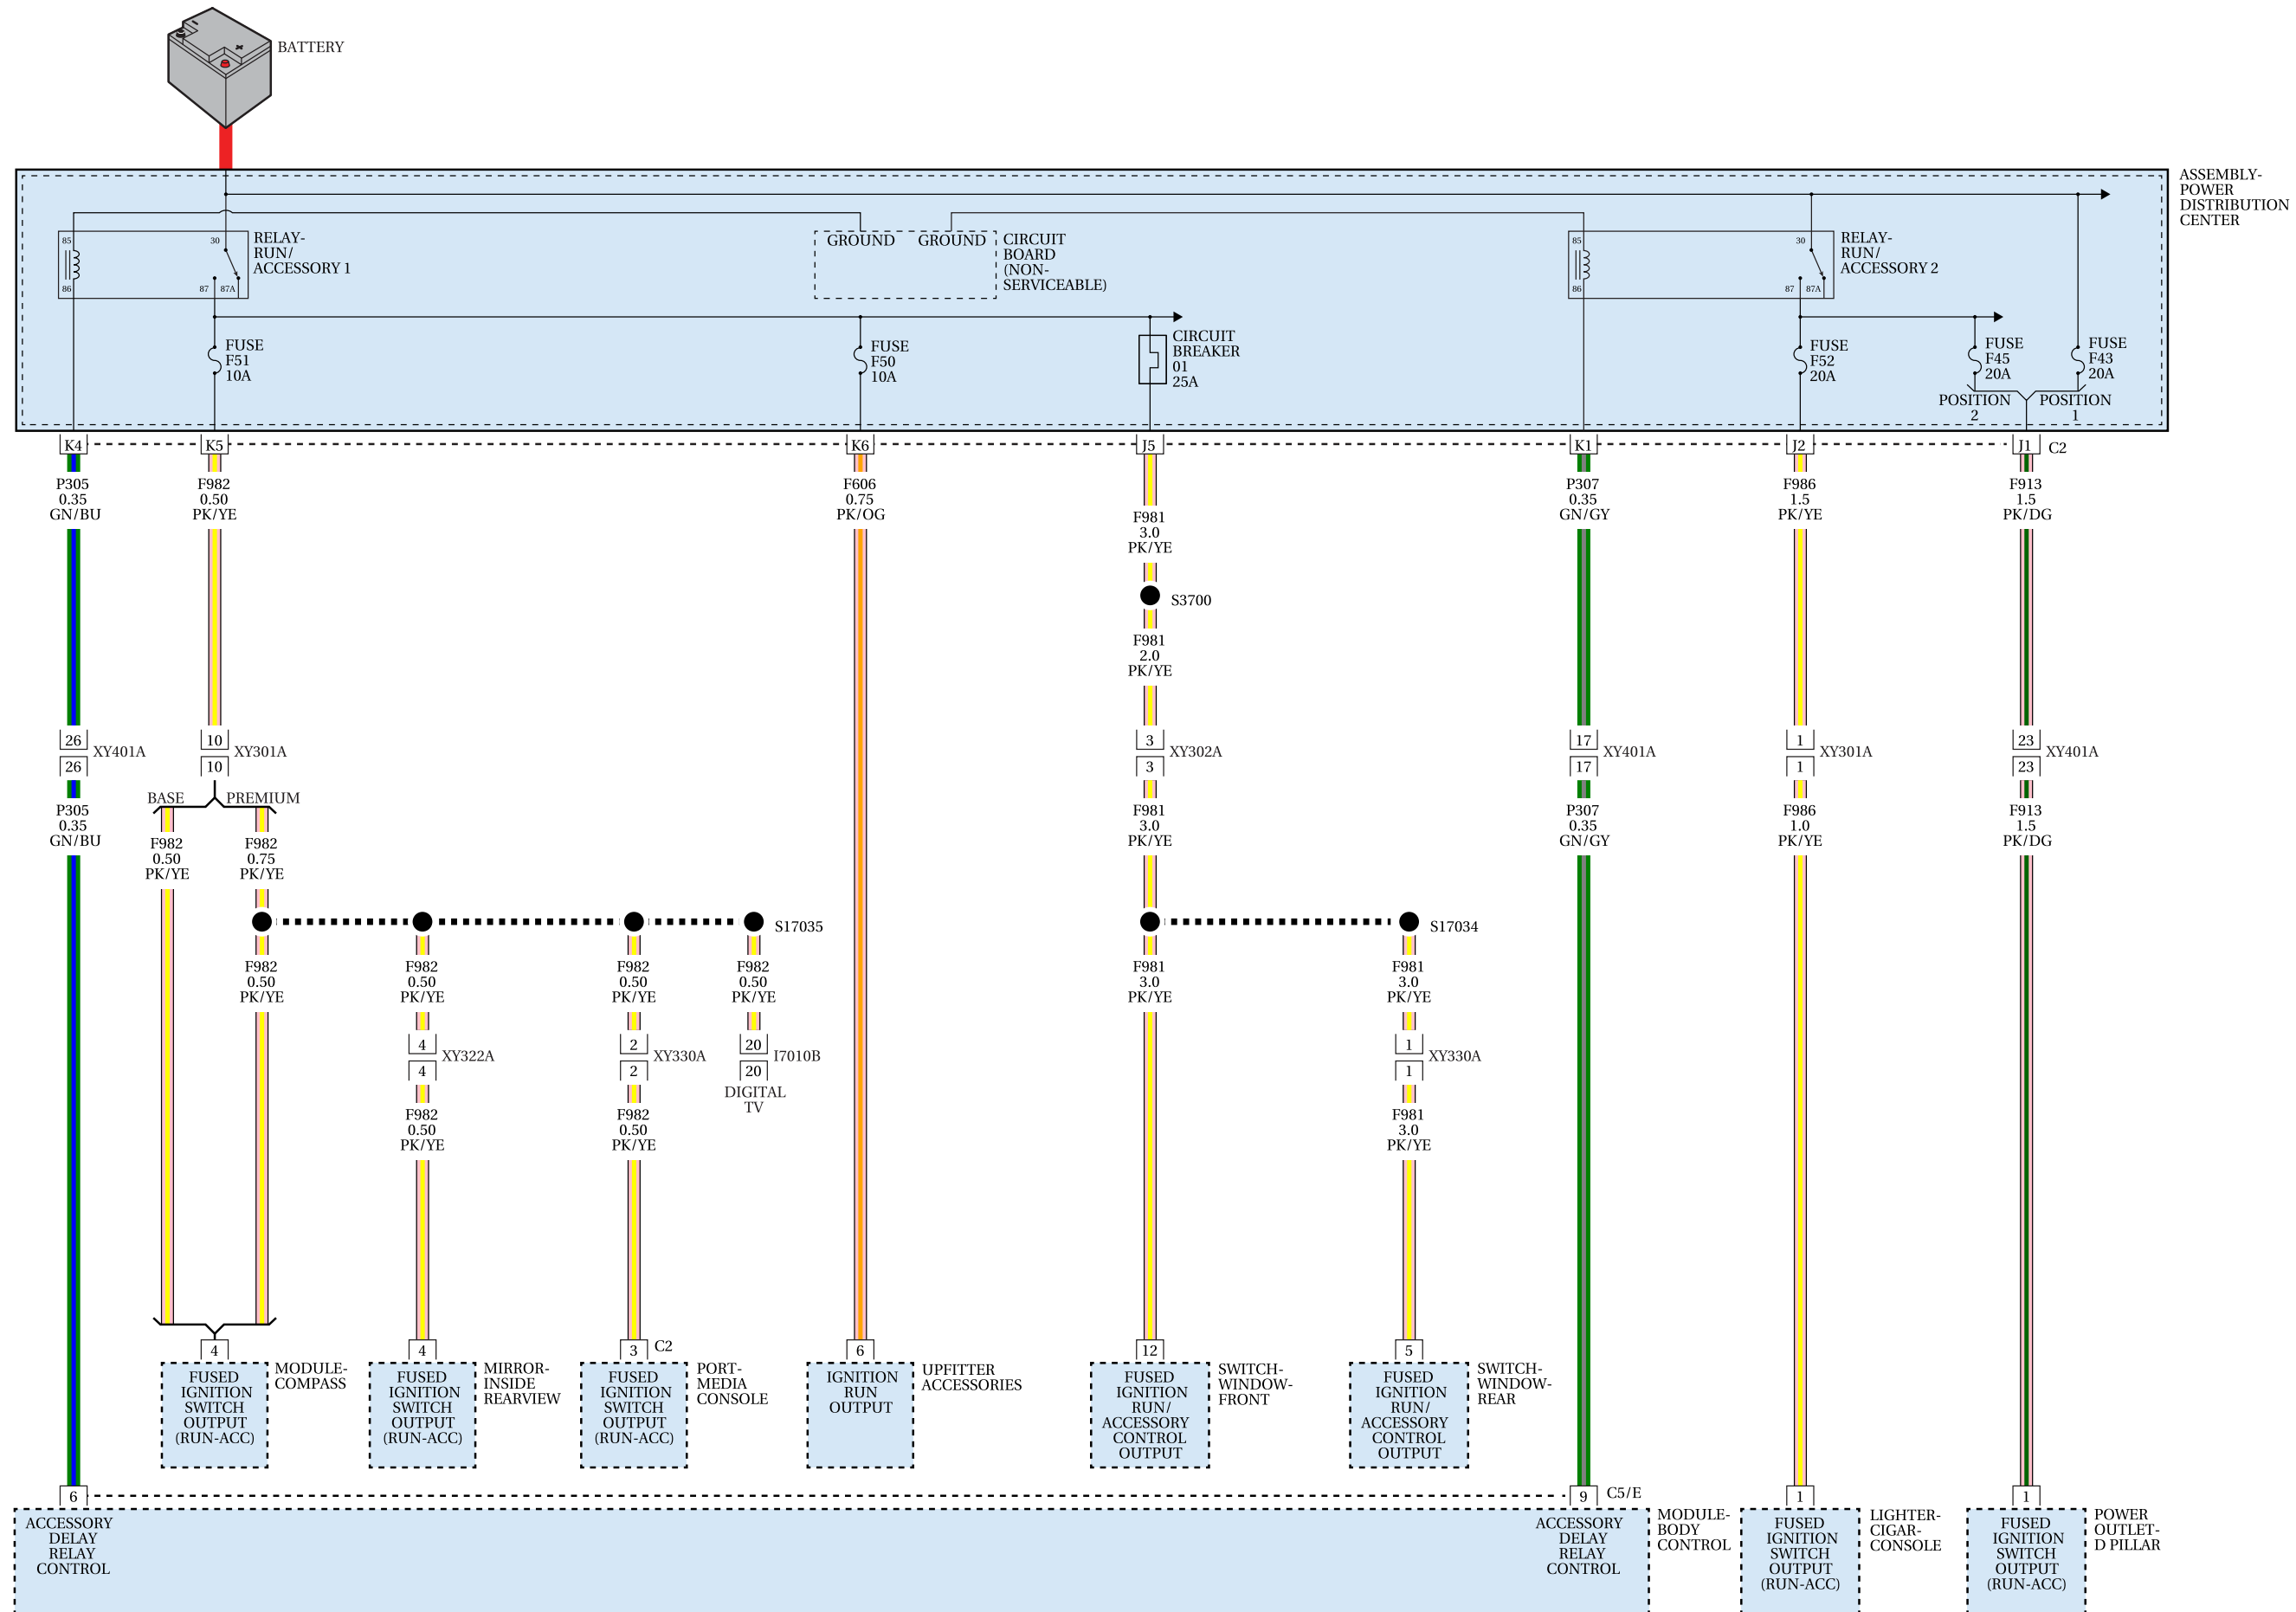 BATTERY
ASSEMBLY-
POWER
DISTRIBUTION
CENTER
85
30
86
87
87A
RELAY-
RUN/
ACCESSORY 1
GROUND
GROUND
CIRCUIT
BOARD
(NON-
SERVICEABLE)
85
30
86
87
87A
RELAY-
RUN/
ACCESSORY 2
FUSE
F51
10A
FUSE
F50
10A
CIRCUIT
BREAKER
01
25A
FUSE
F52
20A
FUSE
F45
20A
FUSE
F43
20A
POSITION
2
POSITION
1
K4
K5
K6
J5
K1
J2
J1
C2
P305
0.35
GN/BU
F982
0.50
PK/YE
F606
0.75
PK/OG
F981
3.0
PK/YE
P307
0.35
GN/GY
F986
1.5
PK/YE
F913
1.5
PK/DG
S3700
F981
2.0
PK/YE
26
26
XY401A
10
10
XY301A
3
3
XY302A
17
17
XY401A
1
1
XY301A
23
23
XY401A
BASE
PREMIUM
P305
0.35
GN/BU
F982
0.50
PK/YE
F982
0.75
PK/YE
F981
3.0
PK/YE
P307
0.35
GN/GY
F986
1.0
PK/YE
F913
1.5
PK/DG
S17035
S17034
F982
0.50
PK/YE
F982
0.50
PK/YE
F982
0.50
PK/YE
F982
0.50
PK/YE
F981
3.0
PK/YE
F981
3.0
PK/YE
4
4
XY322A
2
2
XY330A
20
20
I7010B
DIGITAL
TV
1
1
XY330A
F982
0.50
PK/YE
F982
0.50
PK/YE
F981
3.0
PK/YE
4
FUSED
IGNITION
SWITCH
OUTPUT
(RUN-ACC)
MODULE-
COMPASS
4
FUSED
IGNITION
SWITCH
OUTPUT
(RUN-ACC)
MIRROR-
INSIDE
REARVIEW
3
C2
FUSED
IGNITION
SWITCH
OUTPUT
(RUN-ACC)
PORT-
MEDIA
CONSOLE
6
IGNITION
RUN
OUTPUT
UPFITTER
ACCESSORIES
12
FUSED
IGNITION
RUN/
ACCESSORY
CONTROL
OUTPUT
SWITCH-
WINDOW-
FRONT
5
FUSED
IGNITION
RUN/
ACCESSORY
CONTROL
OUTPUT
SWITCH-
WINDOW-
REAR
6
ACCESSORY
DELAY
RELAY
CONTROL
9
C5/E
ACCESSORY
DELAY
RELAY
CONTROL
MODULE-
BODY
CONTROL
1
FUSED
IGNITION
SWITCH
OUTPUT
(RUN-ACC)
LIGHTER-
CIGAR-
CONSOLE
1
FUSED
IGNITION
SWITCH
OUTPUT
(RUN-ACC)
POWER
OUTLET-
D PILLAR